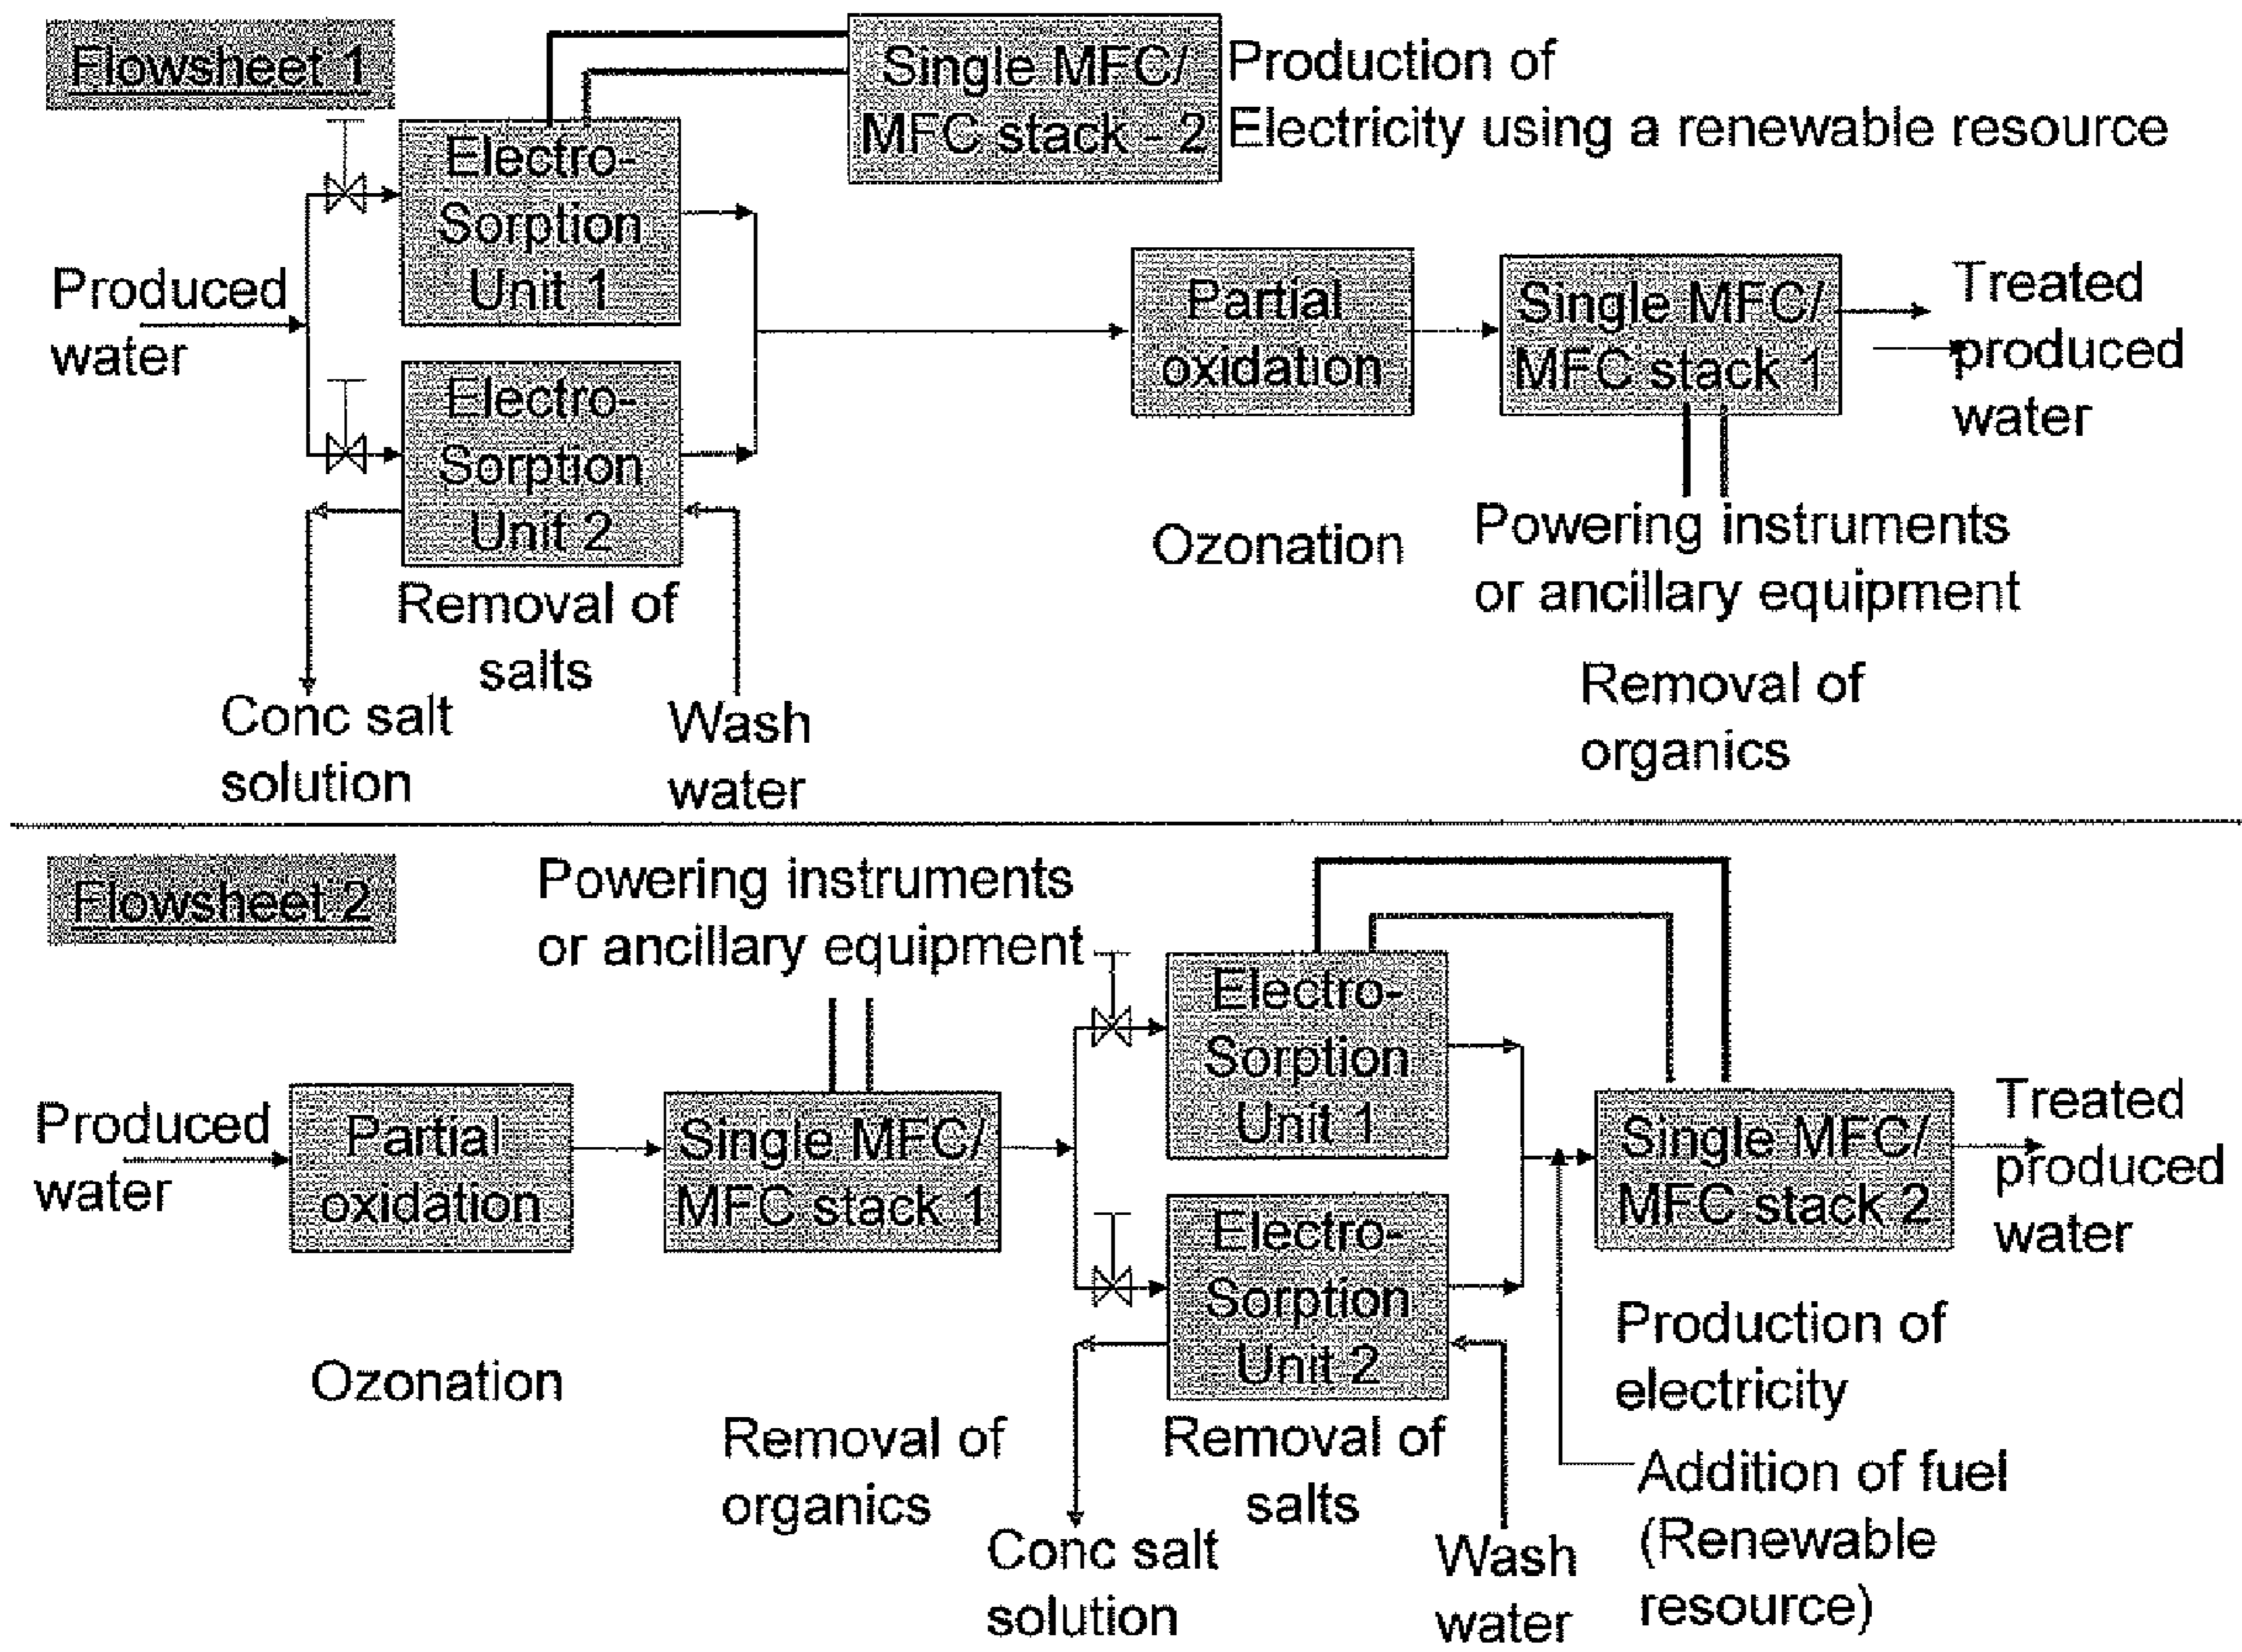 Flowsheet 1
Single MFC/
MFC stack - 2
Production of
Electricity using a renewable resource
Electro-
Sorption
Unit 1
Produced
water
Electro-
Sorption
Unit 2
Removal of
salts
Conc salt
solution
Wash
water
Partial
oxidation
Ozonation
Single MFC/
MFC stack 1
Treated
produced
water
Powering instruments
or ancillary equipment
Removal of
organics
Flowsheet 2
Powering instruments
or ancillary equipment
Produced
water
Partial
oxidation
Ozonation
Single MFC/
MFC stack 1
Removal of
organics
Electro-
Sorption
Unit 1
Electro-
Sorption
Unit 2
Removal of
salts
Conc salt
solution
Wash
water
Single MFC/
MFC stack 2
Treated
produced
water
Production of
electricity
Addition of fuel
(Renewable
resource)